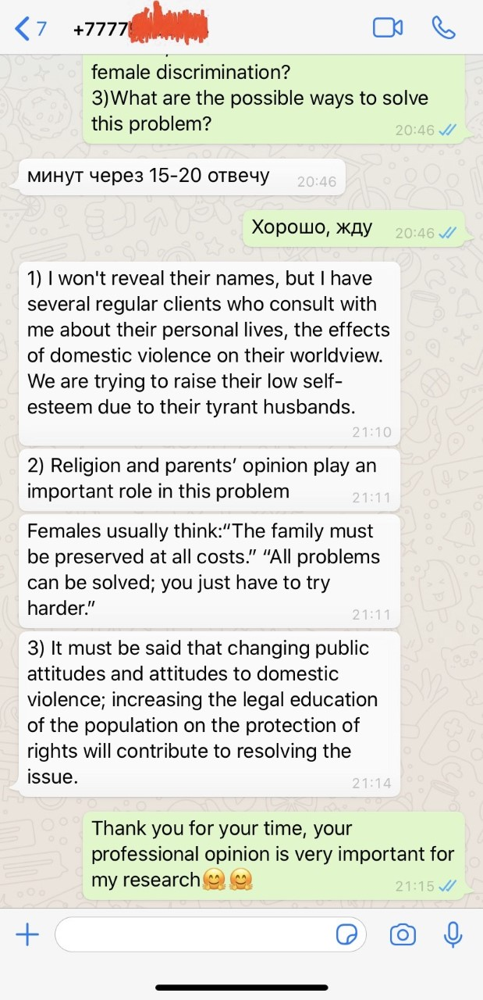 7
+7777
female discrimination?
3)What are the possible ways to solve
this problem?
20:46
минут через 15-20 отвечу
20:46
Хорошо, жду
20:46
1) I won't reveal their names, but I have
several regular clients who consult with
me about their personal lives, the effects
of domestic violence on their worldview.
We are trying to raise their low self-
esteem due to their tyrant husbands.
21:10
2) Religion and parents’ opinion play an
important role in this problem
21:11
Females usually think:“The family must
be preserved at all costs.” “All problems
can be solved; you just have to try
harder.”
21:11
3) It must be said that changing public
attitudes and attitudes to domestic
violence; increasing the legal education
of the population on the protection of
rights will contribute to resolving the
issue.
21:14
Thank you for your time, your
professional opinion is very important for
my research🤗🤗
21:15